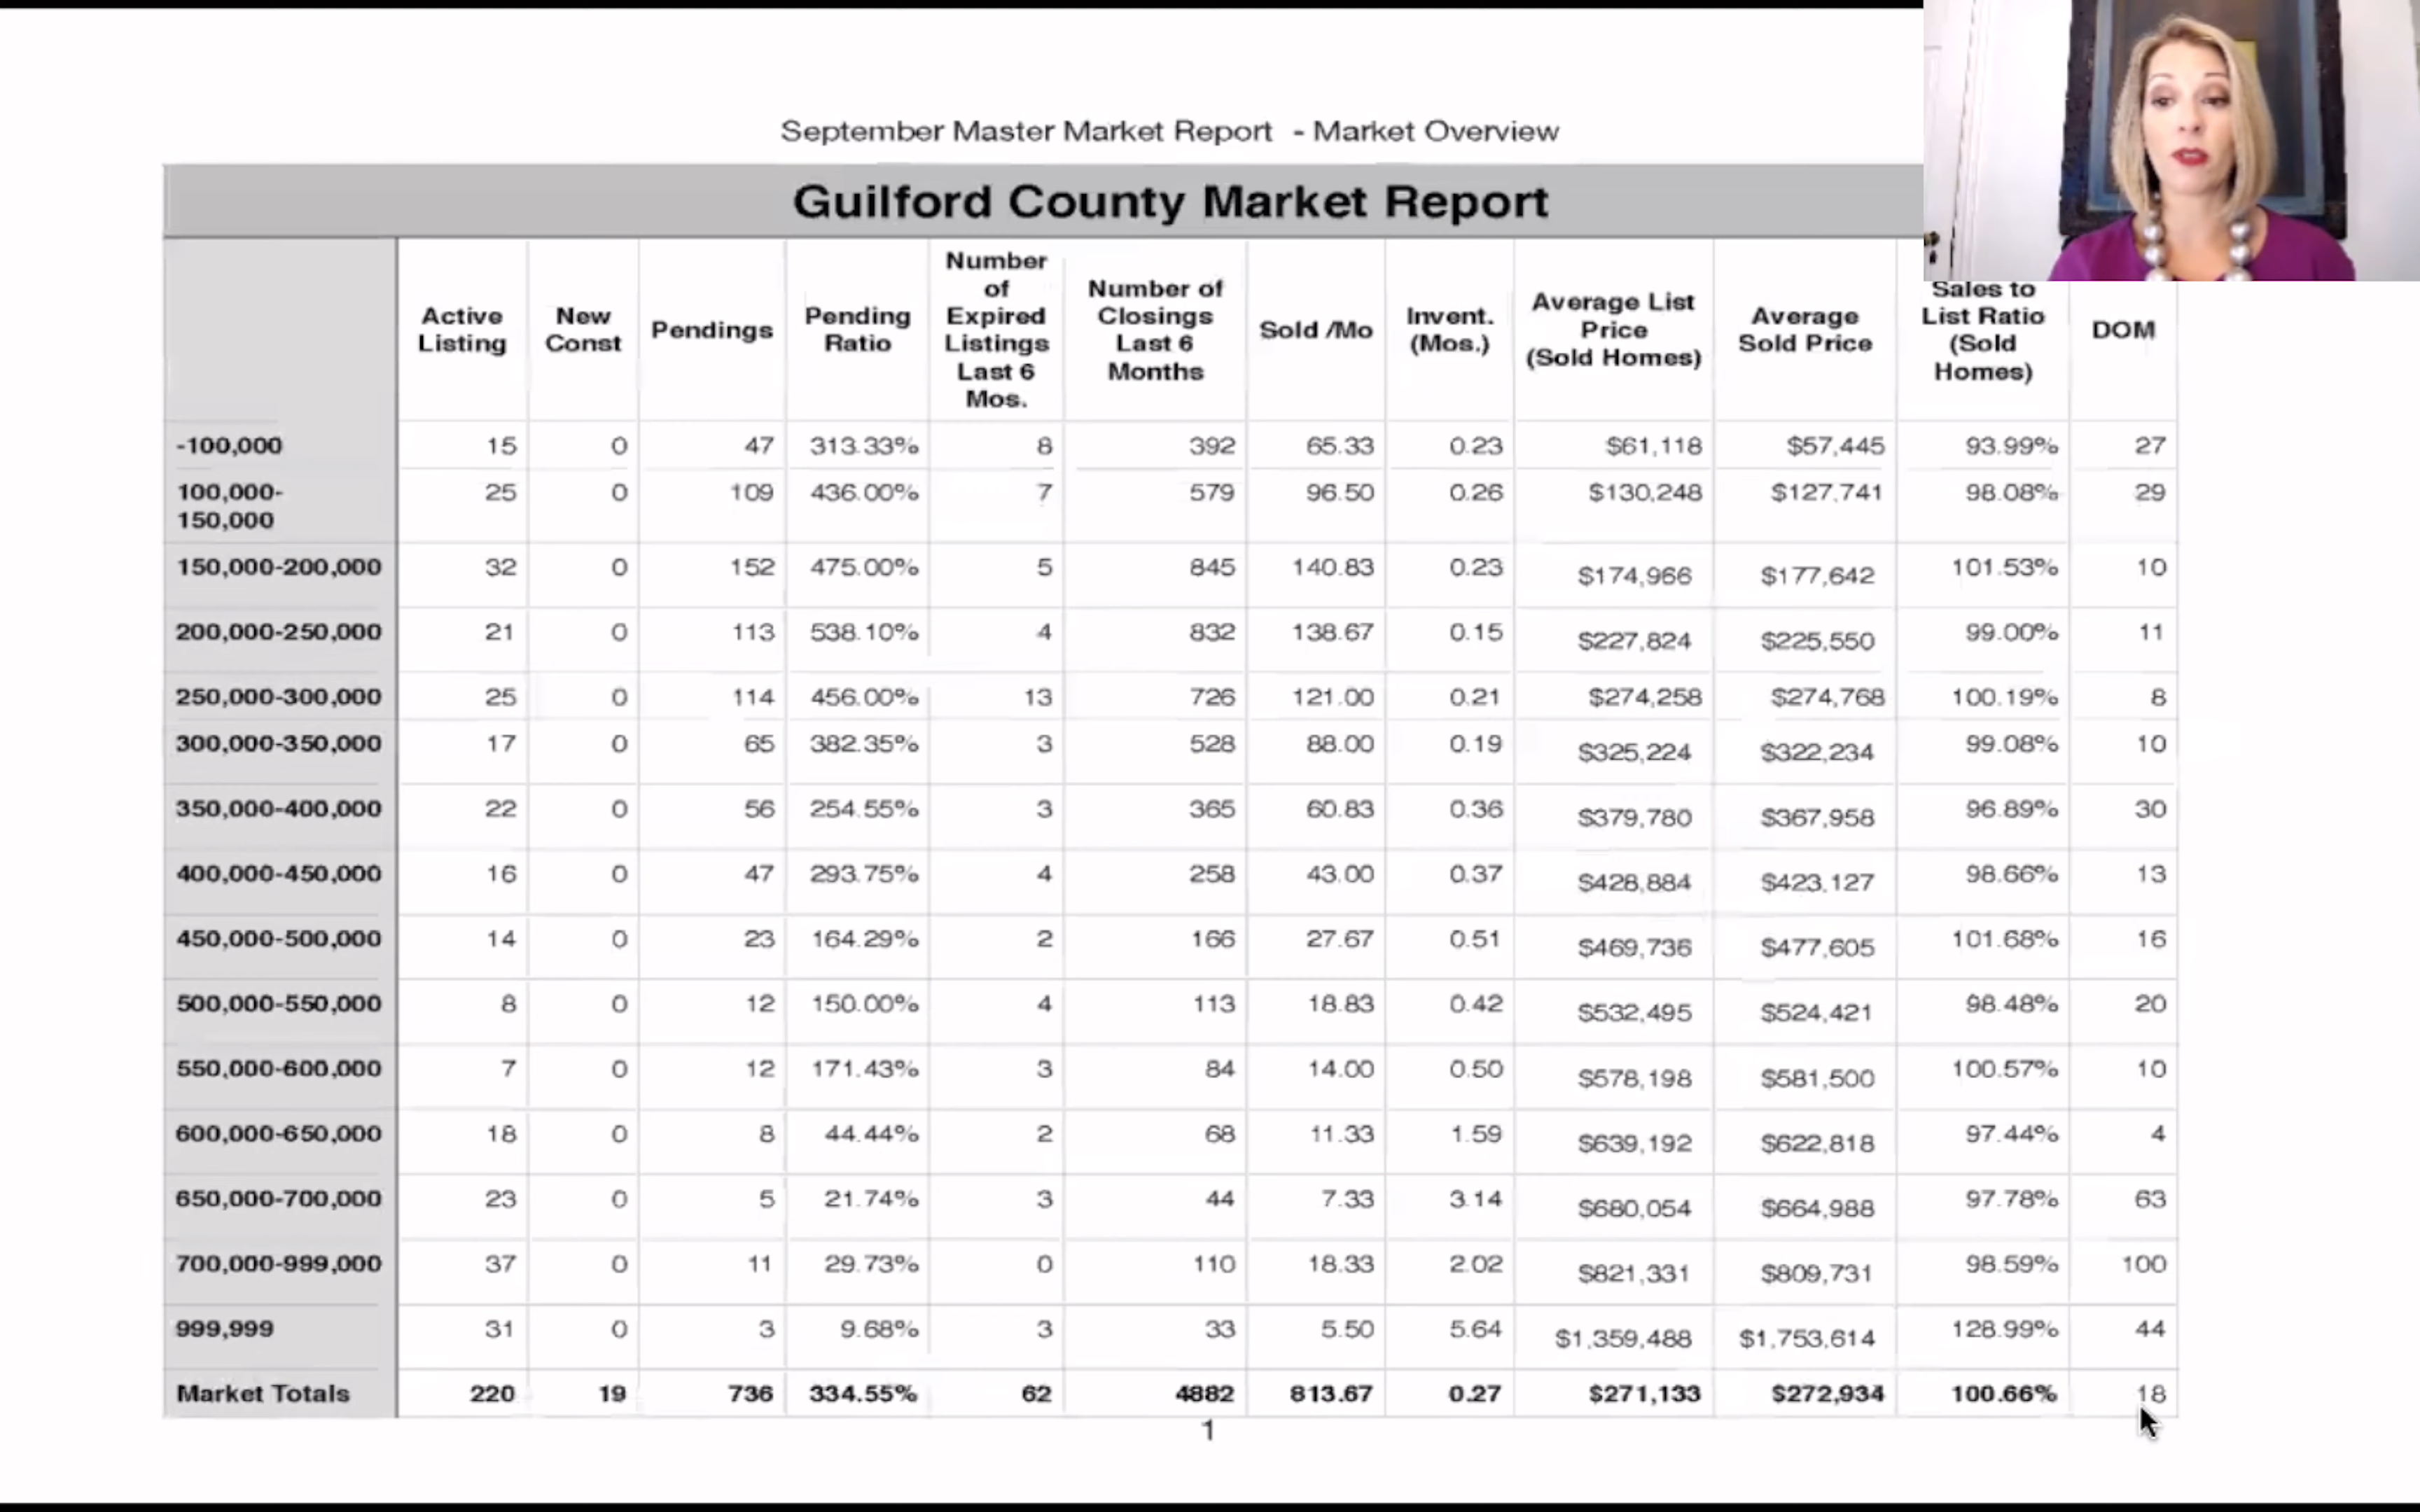 September Master Market Report - Market Overview
Guilford County Market Report
Active Listing New Const Pendings Pending Ratio Number of Expired Listings Last 6 Mos. Number of Closings Last 6 Months Sold /Mo Invent. (Mos.) Average List Price (Sold Homes) Average Sold Price Sales to List Ratio (Sold Homes) DOM
-100,000 15 0 47 313.33% 8 392 65.33 0.23 $61,118 $57,445 93.99% 27
100,000-150,000 25 0 109 436.00% 7 579 96.50 0.26 $130,248 $127,741 98.08% 29
150,000-200,000 32 0 152 475.00% 5 845 140.83 0.23 $174,966 $177,642 101.53% 10
200,000-250,000 21 0 113 538.10% 4 832 138.67 0.15 $227,824 $225,550 99.00% 11
250,000-300,000 25 0 114 456.00% 13 726 121.00 0.21 $274,258 $274,768 100.19% 8
300,000-350,000 17 0 65 382.35% 3 528 88.00 0.19 $325,224 $322,234 99.08% 10
350,000-400,000 22 0 56 254.55% 3 365 60.83 0.36 $379,780 $367,958 96.89% 30
400,000-450,000 16 0 47 293.75% 4 258 43.00 0.37 $428,884 $423,127 98.66% 13
450,000-500,000 14 0 23 164.29% 2 166 27.67 0.51 $469,736 $477,605 101.68% 16
500,000-550,000 8 0 12 150.00% 4 113 18.83 0.42 $532,495 $524,421 98.48% 20
550,000-600,000 7 0 12 171.43% 3 84 14.00 0.50 $578,198 $581,500 100.57% 10
600,000-650,000 18 0 8 44.44% 2 68 11.33 1.59 $639,192 $622,818 97.44% 4
650,000-700,000 23 0 5 21.74% 3 44 7.33 3.14 $680,054 $664,988 97.78% 63
700,000-999,000 37 0 11 29.73% 0 110 18.33 2.02 $821,331 $809,731 98.59% 100
999,999 31 0 3 9.68% 3 33 5.50 5.64 $1,359,488 $1,753,614 128.99% 44
Market Totals 220 19 736 334.55% 62 4882 813.67 0.27 $271,133 $272,934 100.66% 18
1